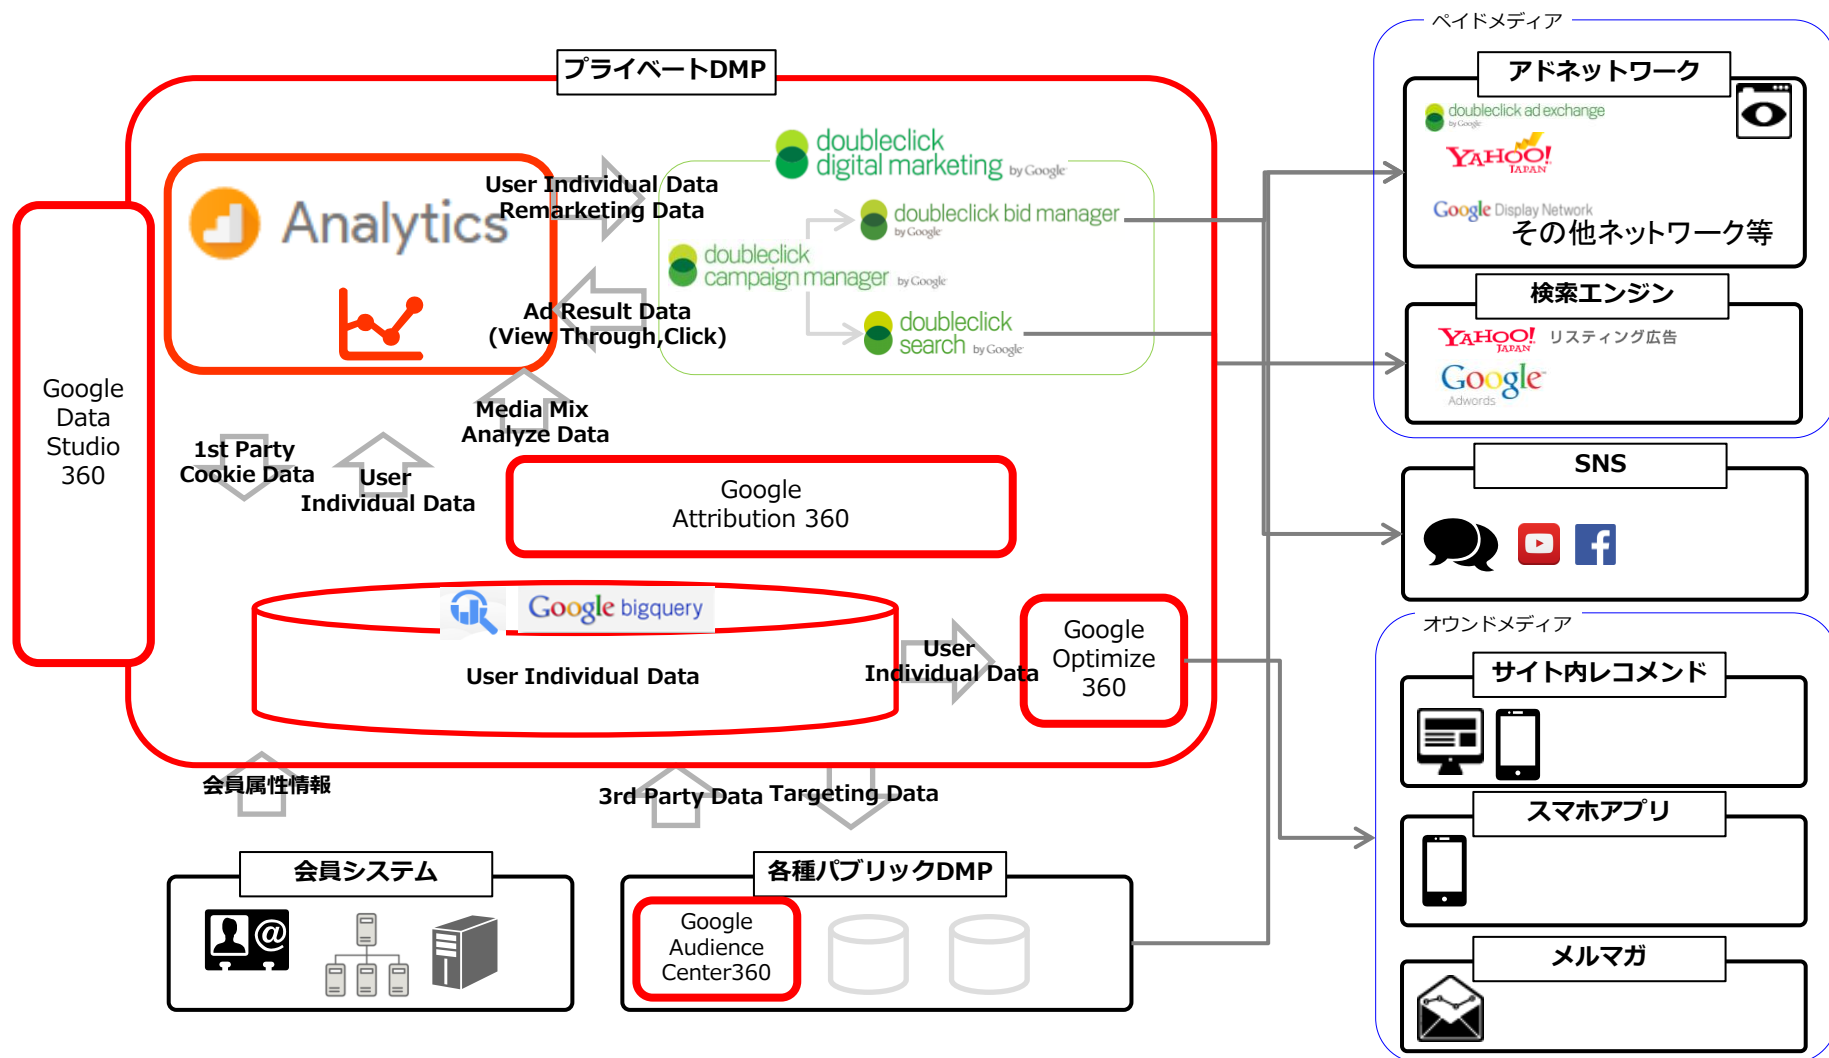 プライベートDMP
Google
Data
Studio
360
Analytics
User Individual Data
Remarketing Data
Ad Result Data
(View Through,Click)
doubleclick
digital marketing by Google
doubleclick bid manager
by Google
doubleclick
campaign manager by Google
doubleclick
search by Google
Media Mix
Analyze Data
1st Party
Cookie Data
User
Individual Data
Google
Attribution 360
Google bigquery
User Individual Data
User
Individual Data
Google
Optimize
360
会員属性情報
3rd Party Data
Targeting Data
会員システム
@
各種パブリックDMP
Google
Audience
Center360
ペイドメディア
アドネットワーク
doubleclick ad exchange
by Google
YAHOO!
JAPAN
Google Display Network
その他ネットワーク等
検索エンジン
YAHOO! リスティング広告
JAPAN
Google
Adwords
SNS
f
オウンドメディア
サイト内レコメンド
スマホアプリ
メルマガ